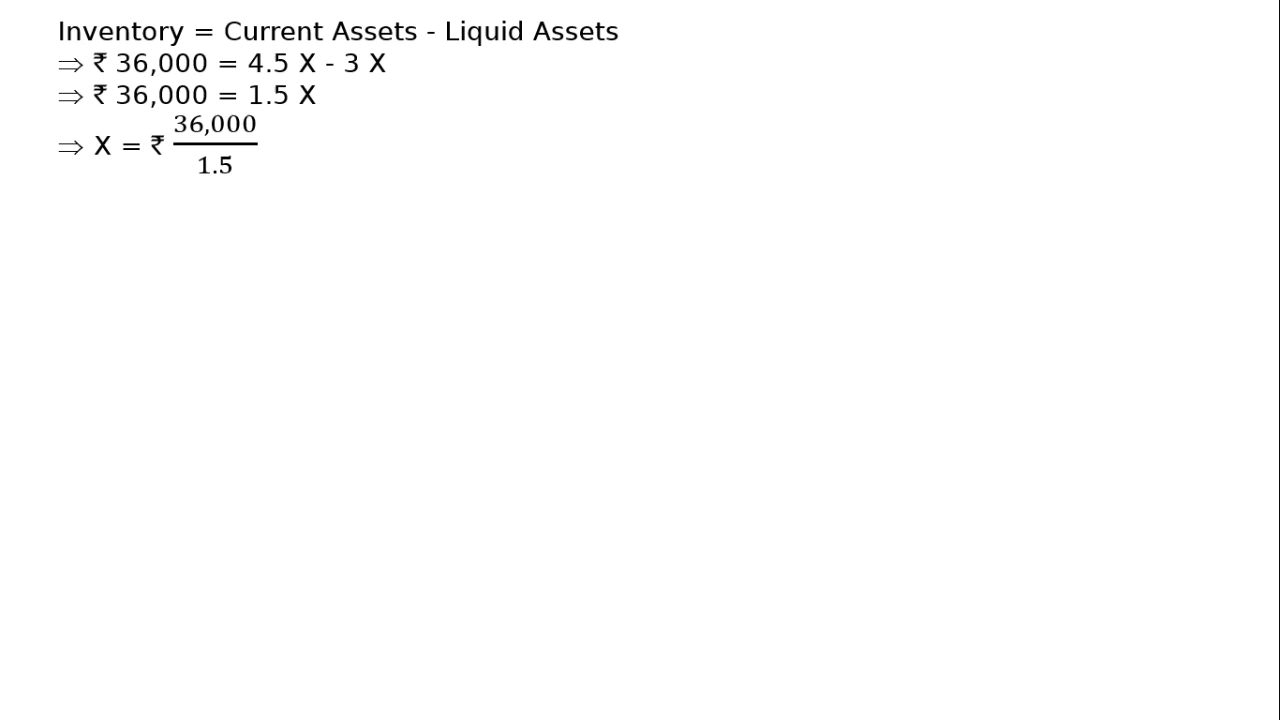 Inventory = Current Assets - Liquid Assets
⇒ ₹ 36,000 = 4.5 X - 3 X
⇒ ₹ 36,000 = 1.5 X
⇒ X = ₹ 36,000/1.5